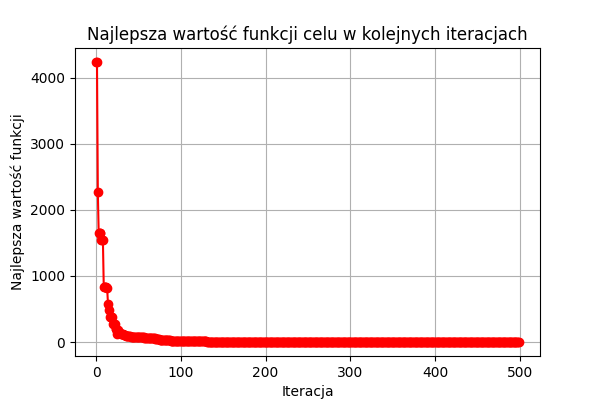 Najlepsza wartość funkcji celu w kolejnych iteracjach
Najlepsza wartość funkcji
4000
3000
2000
1000
0
0 100 200 300 400 500
Iteracja